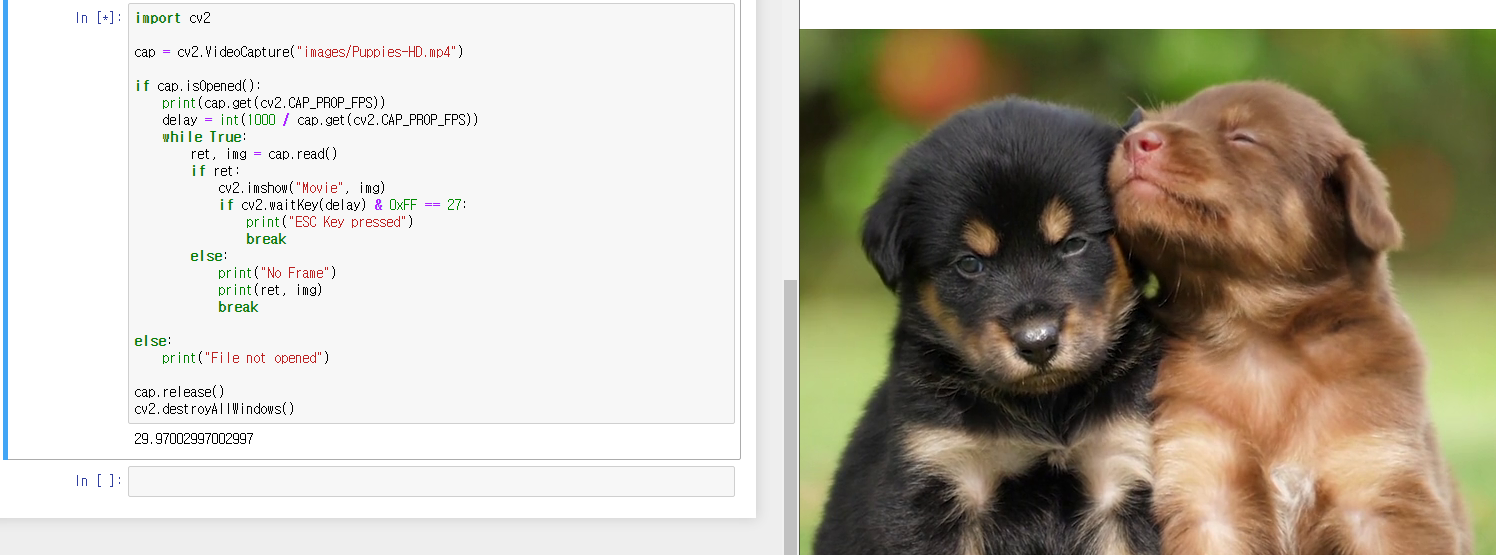 In [*]:
import cv2
cap = cv2.VideoCapture("images/Puppies-HD.mp4")
if cap.isOpened():
    print(cap.get(cv2.CAP_PROP_FPS))
    delay = int(1000 / cap.get(cv2.CAP_PROP_FPS))
    while True:
        ret, img = cap.read()
        if ret:
            cv2.imshow("Movie", img)
            if cv2.waitKey(delay) & 0xFF == 27:
                print("ESC Key pressed")
                break
        else:
            print("No Frame")
            print(ret, img)
            break
else:
    print("File not opened")
cap.release()
cv2.destroyAllWindows()
29.97002997002997
In [ ]: